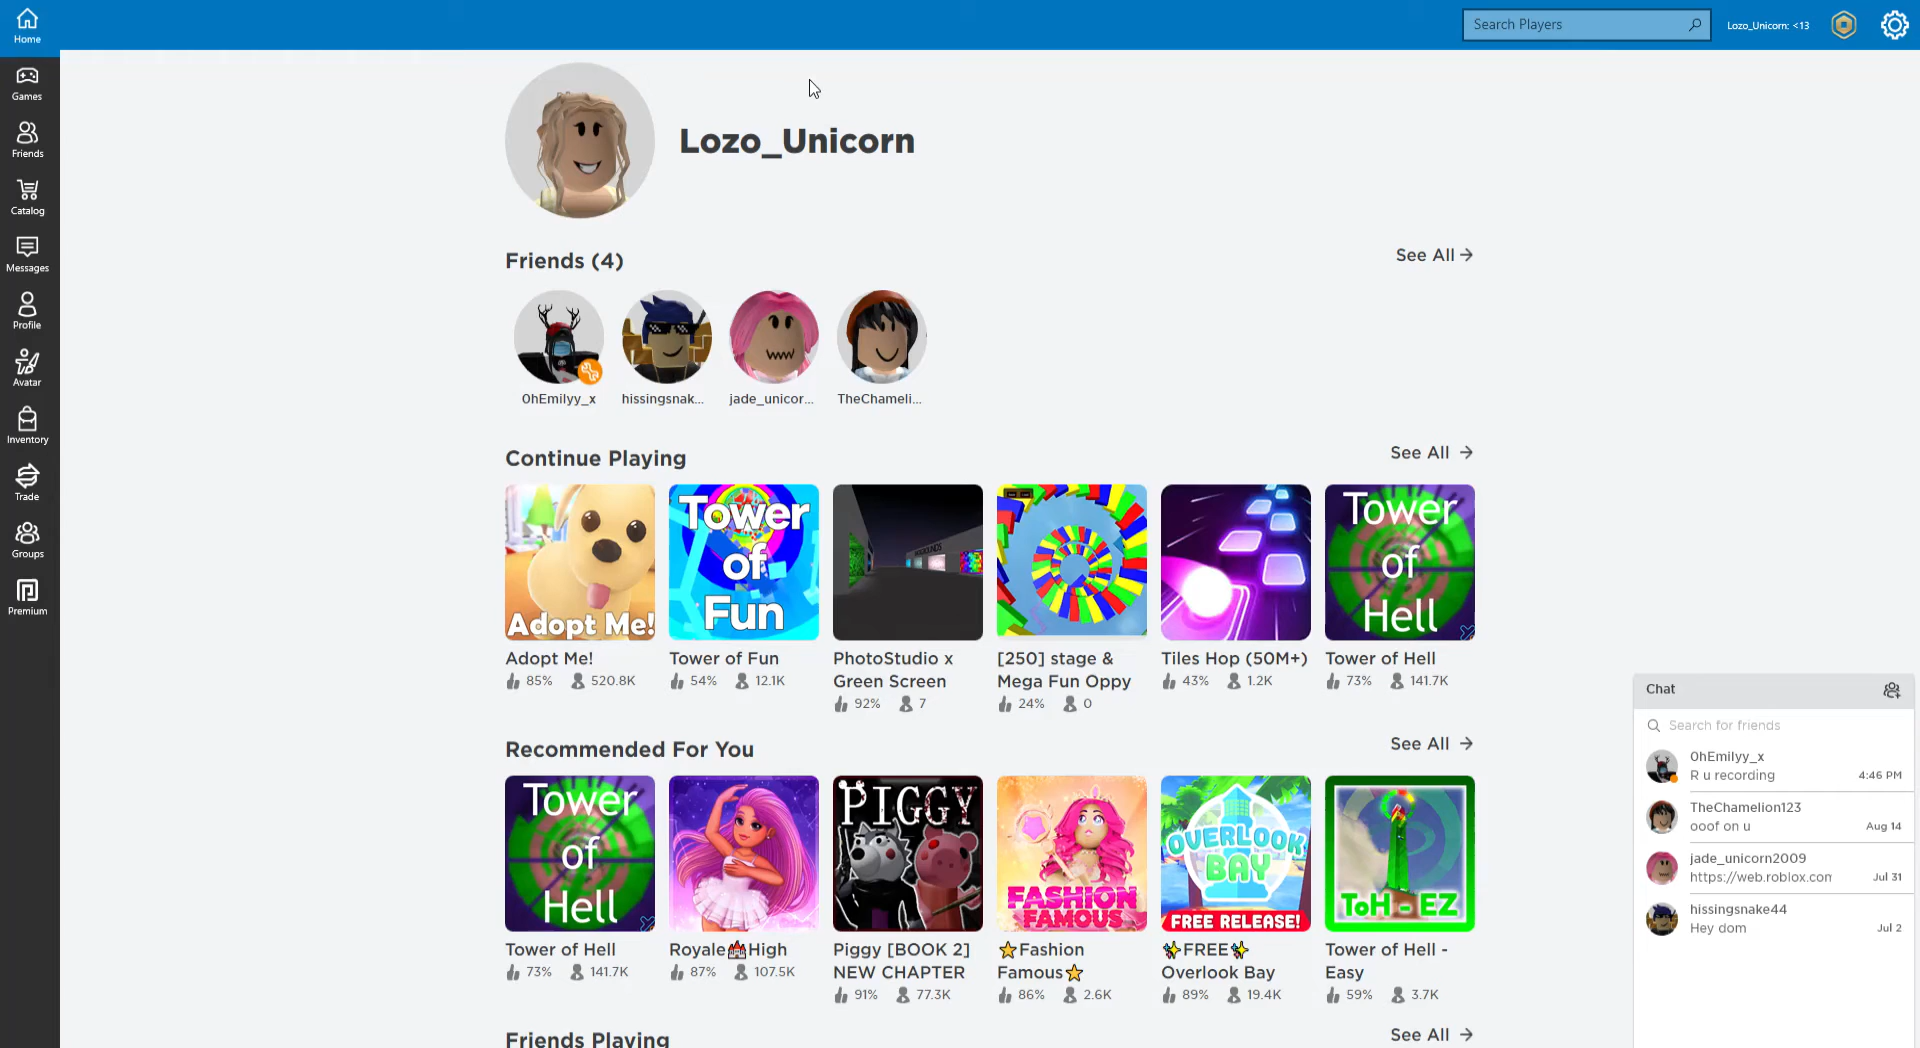 Home
Search Players
Lozo_Unicorn: <13
Games
Friends
Catalog
Messages
Profile
Avatar
Inventory
Trade
Groups
Premium
Lozo_Unicorn
Friends (4)
See All
0hEmilyy_x
hissingsnak...
jade_unicor...
TheChameli...
Continue Playing
See All
Adopt Me!
Tower
of
Fun
Tower
of
Hell
Adopt Me!
85% 520.8K
Tower of Fun
54% 12.1K
PhotoStudio x
Green Screen
92% 7
[250] stage &
Mega Fun Oppy
24% 0
Tiles Hop (50M+)
43% 1.2K
Tower of Hell
73% 141.7K
Recommended For You
See All
Tower
of
Hell
PIGGY
FASHION
FAMOUS
OVERLOOK
BAY
FREE RELEASE!
ToH - EZ
Tower of Hell
73% 141.7K
Royale🏰High
87% 107.5K
Piggy [BOOK 2]
NEW CHAPTER
91% 77.3K
⭐Fashion
Famous⭐
86% 2.6K
✨FREE✨
Overlook Bay
89% 19.4K
Tower of Hell -
Easy
59% 3.7K
Friends Playing
See All
Chat
Search for friends
0hEmilyy_x
R u recording 4:46 PM
TheChamelion123
ooof on u Aug 14
jade_unicorn2009
https://web.roblox.com Jul 31
hissingsnake44
Hey dom Jul 2